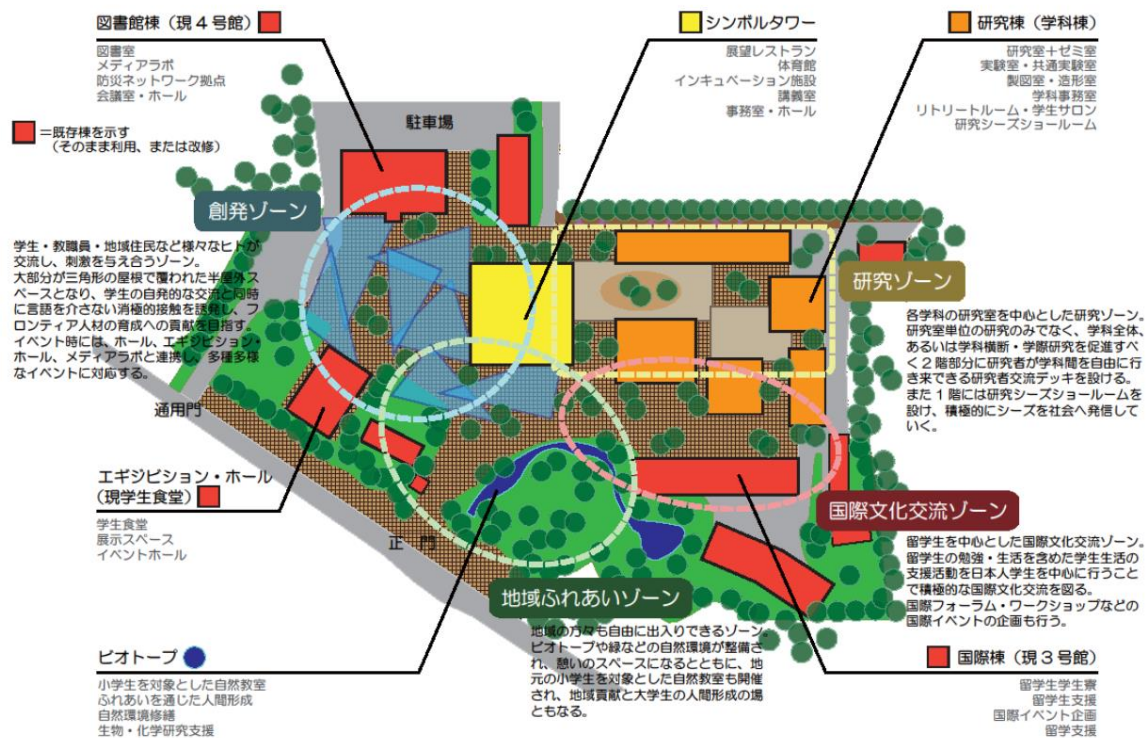 図書館棟（現４号館）
図書室
メディアラボ
防災ネットワーク拠点
会議室・ホール
シンボルタワー
展望レストラン
体育館
インキュベーション施設
講義室
事務室・ホール
研究棟（学科棟）
研究室＋ゼミ室
実験室・共通実験室
製図室・造形室
学科事務室
リトリートルーム・学生サロン
研究シーズショールーム
＝既存棟を示す
（そのまま利用、または改修）
駐車場
創発ゾーン
学生・教職員・地域住民など様々なヒトが
交流し、刺激を与え合うゾーン。
大部分が三角形の屋根で覆われた半屋外ス
ペースとなり、学生の自発的な交流と同時
に言語を介さない消極的接触を誘発し、フ
ロンティア人材の育成への貢献を目指す。
イベント時には、ホール、エギジビション・
ホール、メディアラボと連携し、多種多様
なイベントに対応する。
研究ゾーン
各学科の研究室を中心とした研究ゾーン。
研究室単位の研究のみでなく、学科全体、
あるいは学科横断・学際研究を促進すべ
く２階部分に研究者が学科間を自由に行
き来できる研究者交流デッキを設ける。
また１階には研究シーズショールームを
設け、積極的にシーズを社会へ発信して
いく。
通用門
エギジビション・ホール
（現学生食堂）
学生食堂
展示スペース
イベントホール
正門
国際文化交流ゾーン
留学生を中心とした国際文化交流ゾーン。
留学生の勉強・生活を含めた学生生活の
支援活動を日本人学生を中心に行うこと
で積極的な国際文化交流を図る。
国際フォーラム・ワークショップなどの
国際イベントの企画も行う。
地域ふれあいゾーン
地域の方々も自由に出入りできるゾーン。
ビオトープや緑などの自然環境が整備さ
れ、憩いのスペースになるとともに、地
元の小学生を対象とした自然教室も開催
され、地域貢献と大学生の人間形成の場
ともなる。
ビオトープ
小学生を対象とした自然教室
ふれあいを通じた人間形成
自然環境修繕
生物・化学研究支援
国際棟（現３号館）
留学生学生寮
留学生支援
国際イベント企画
留学支援